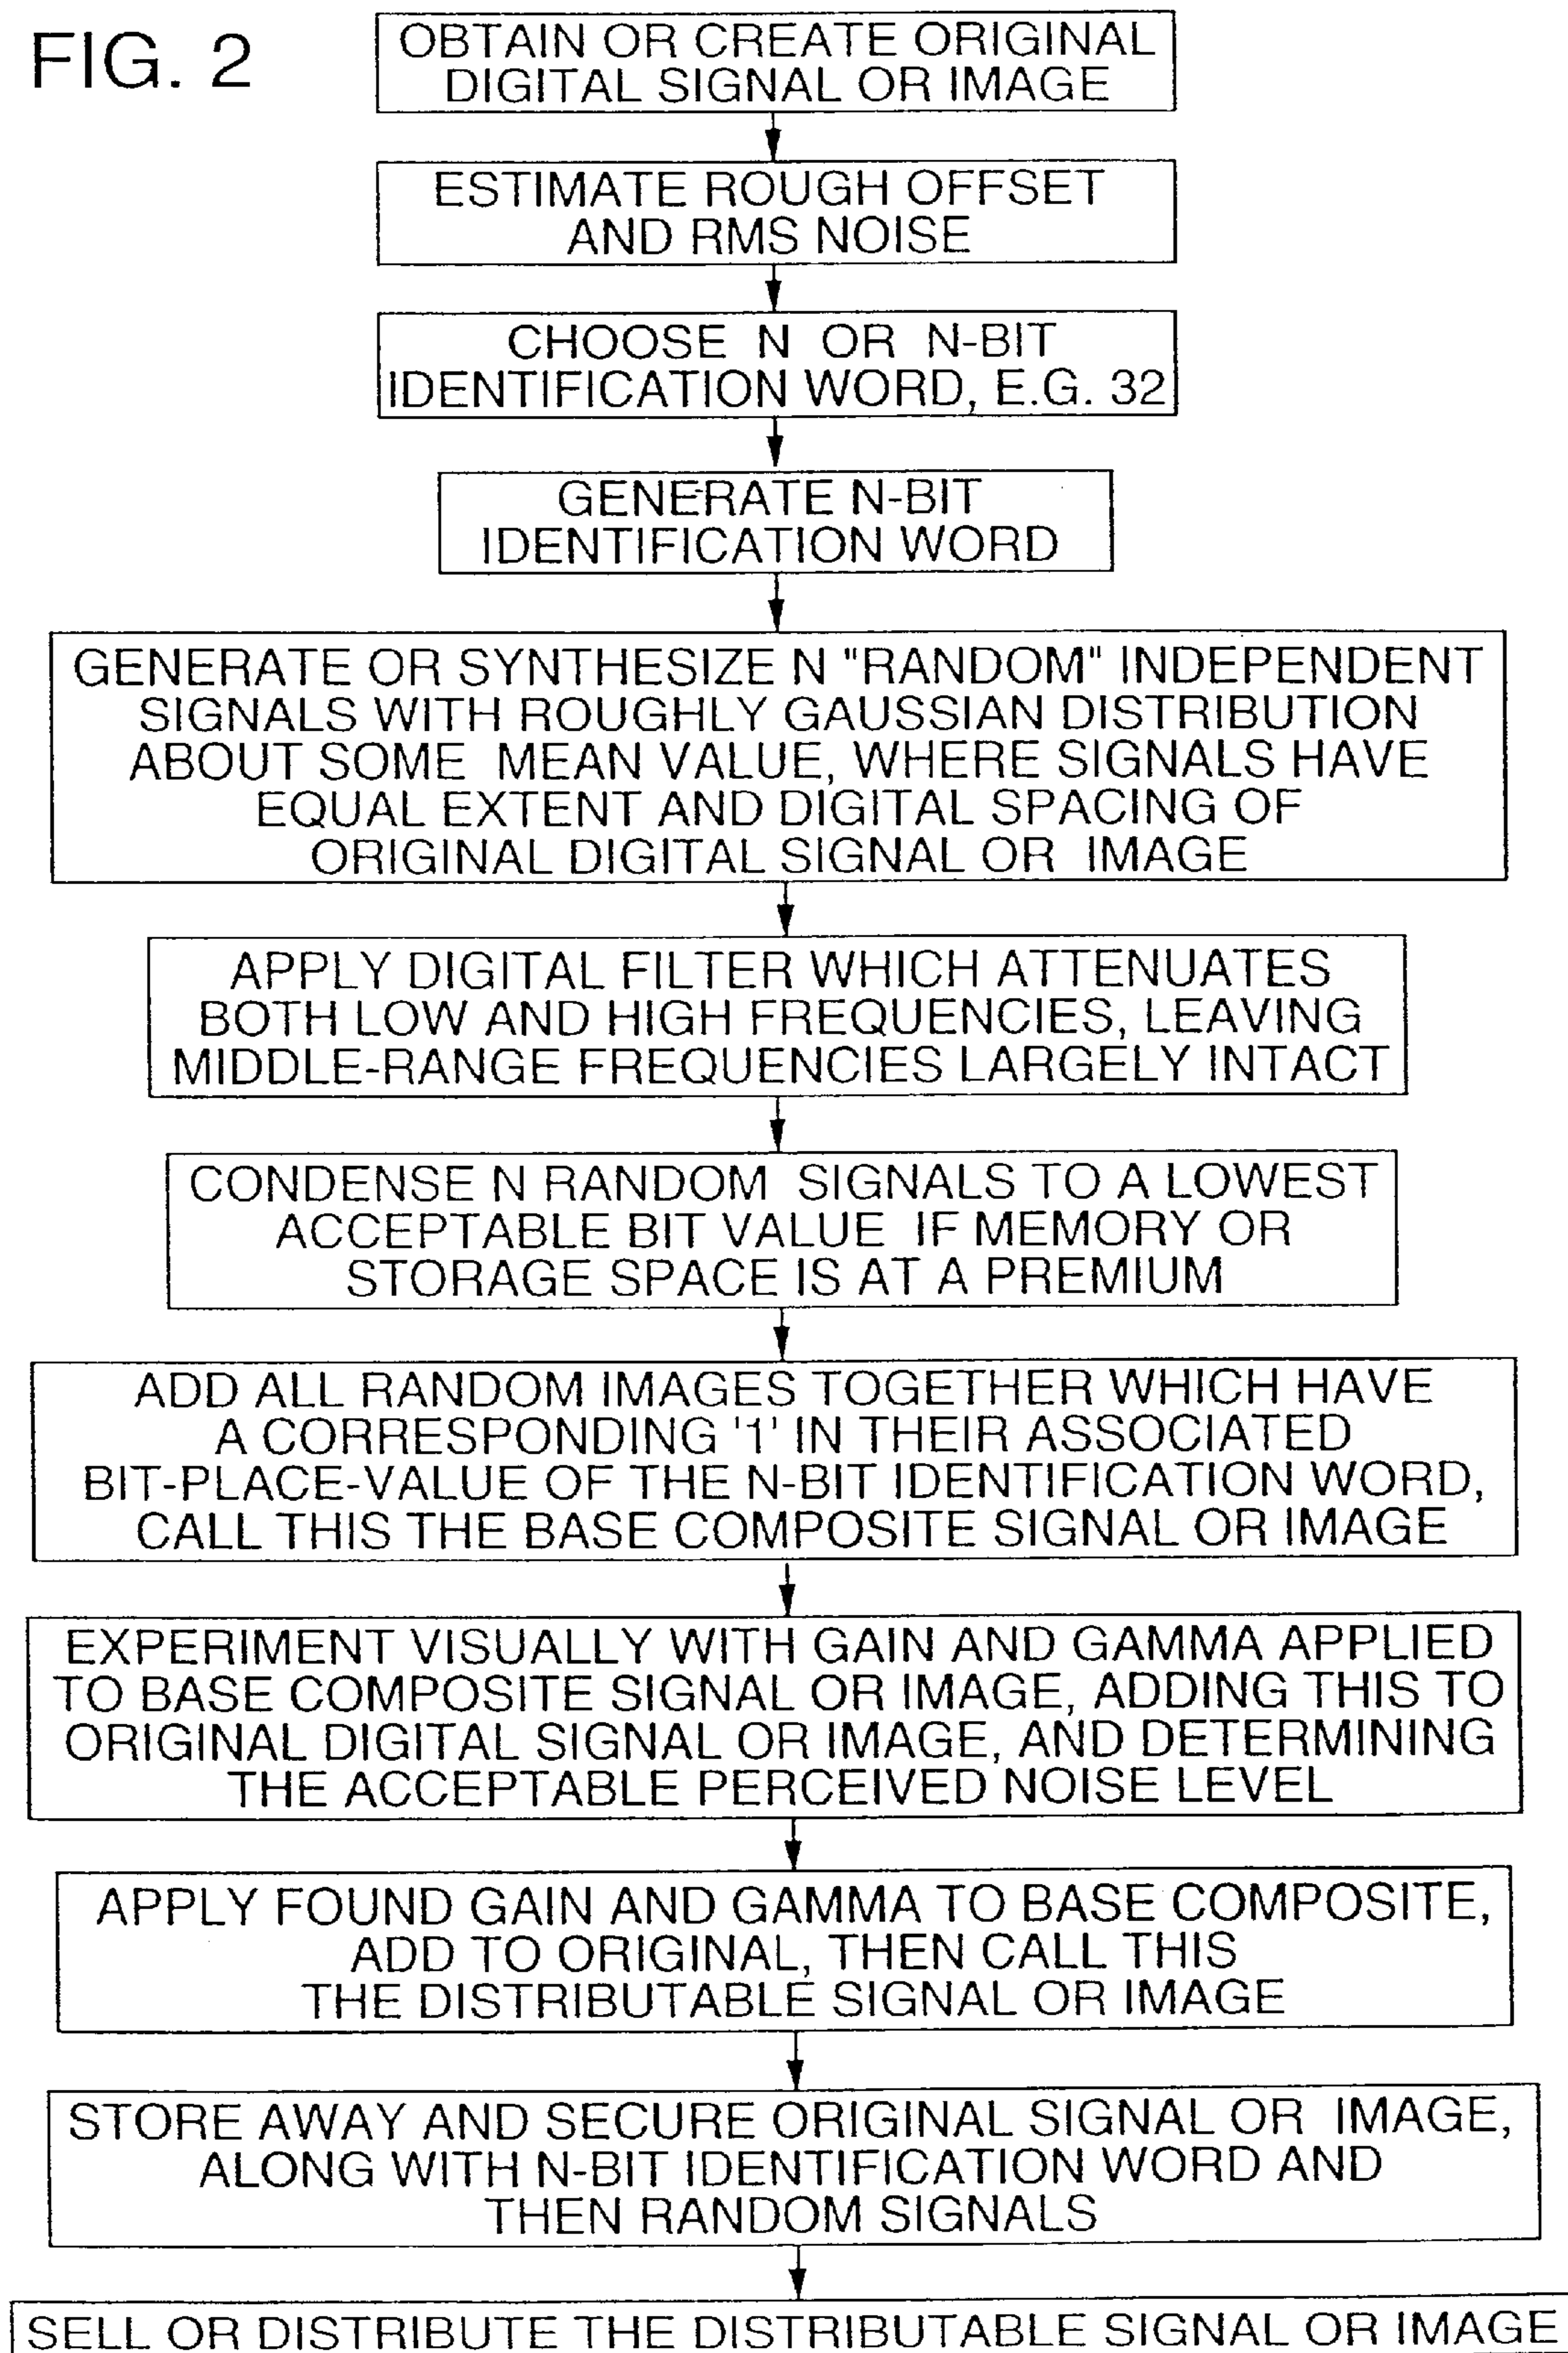 FIG. 2
OBTAIN OR CREATE ORIGINAL
DIGITAL SIGNAL OR IMAGE
ESTIMATE ROUGH OFFSET
AND RMS NOISE
CHOOSE N OR N-BIT
IDENTIFICATION WORD, E.G. 32
GENERATE N-BIT
IDENTIFICATION WORD
GENERATE OR SYNTHESIZE N "RANDOM" INDEPENDENT
SIGNALS WITH ROUGHLY GAUSSIAN DISTRIBUTION
ABOUT SOME MEAN VALUE, WHERE SIGNALS HAVE
EQUAL EXTENT AND DIGITAL SPACING OF
ORIGINAL DIGITAL SIGNAL OR IMAGE
APPLY DIGITAL FILTER WHICH ATTENUATES
BOTH LOW AND HIGH FREQUENCIES, LEAVING
MIDDLE-RANGE FREQUENCIES LARGELY INTACT
CONDENSE N RANDOM SIGNALS TO A LOWEST
ACCEPTABLE BIT VALUE IF MEMORY OR
STORAGE SPACE IS AT A PREMIUM
ADD ALL RANDOM IMAGES TOGETHER WHICH HAVE
A CORRESPONDING '1' IN THEIR ASSOCIATED
BIT-PLACE-VALUE OF THE N-BIT IDENTIFICATION WORD,
CALL THIS THE BASE COMPOSITE SIGNAL OR IMAGE
EXPERIMENT VISUALLY WITH GAIN AND GAMMA APPLIED
TO BASE COMPOSITE SIGNAL OR IMAGE, ADDING THIS TO
ORIGINAL DIGITAL SIGNAL OR IMAGE, AND DETERMINING
THE ACCEPTABLE PERCEIVED NOISE LEVEL
APPLY FOUND GAIN AND GAMMA TO BASE COMPOSITE,
ADD TO ORIGINAL, THEN CALL THIS
THE DISTRIBUTABLE SIGNAL OR IMAGE
STORE AWAY AND SECURE ORIGINAL SIGNAL OR IMAGE,
ALONG WITH N-BIT IDENTIFICATION WORD AND
THEN RANDOM SIGNALS
SELL OR DISTRIBUTE THE DISTRIBUTABLE SIGNAL OR IMAGE